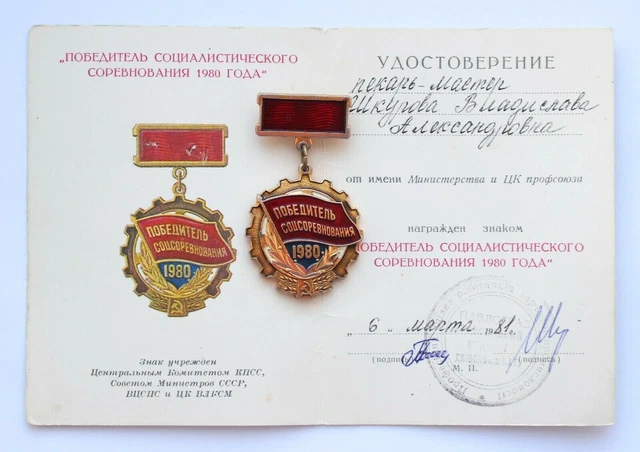 „ПОБЕДИТЕЛЬ СОЦИАЛИСТИЧЕСКОГО
СОРЕВНОВАНИЯ 1980 ГОДА"
ПОБЕДИТЕЛЬ
СОЦСОРЕВНОВАНИЯ
1980
Знак учрежден
Центральным Комитетом КПСС,
Советом Министров СССР,
ВЦСПС и ЦК ВЛКСМ
ПОБЕДИТЕЛЬ
СОЦСОРЕВНОВАНИЯ
1980
УДОСТОВЕРЕНИЕ
пекарь-мастер
Шкурова Владислава
Александровна
от имени Министерства и ЦК профсоюза
награжден знаком
ПОБЕДИТЕЛЬ СОЦИАЛИСТИЧЕСКОГО
СОРЕВНОВАНИЯ 1980 ГОДА"
„ 6 " марта 1981г.
(подпись) (подпись)
М. П.